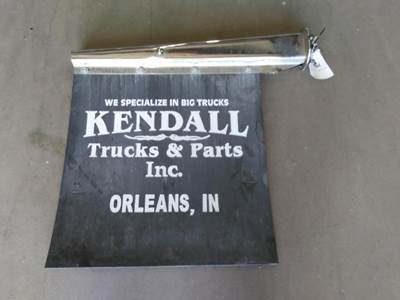 WE SPECIALIZE IN BIG TRUCKS
KENDALL
Trucks & Parts
Inc.
ORLEANS, IN